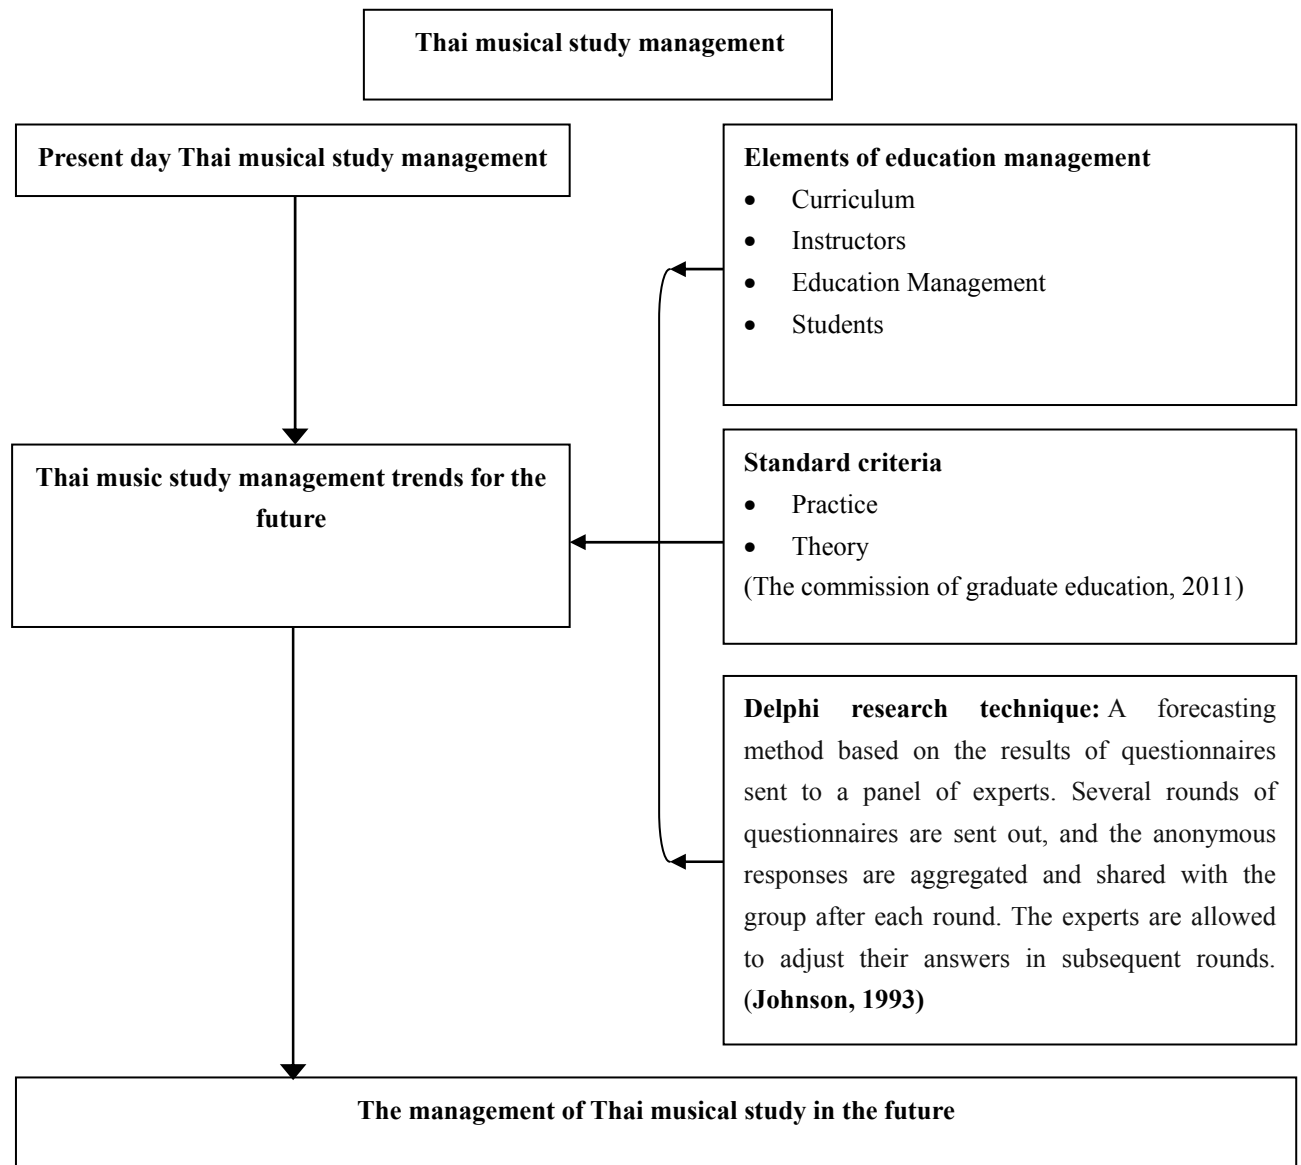 Thai musical study management
Present day Thai musical study management
Elements of education management
• Curriculum
• Instructors
• Education Management
• Students
Thai music study management trends for the
future
Standard criteria
• Practice
• Theory
(The commission of graduate education, 2011)
Delphi research technique: A forecasting
method based on the results of questionnaires
sent to a panel of experts. Several rounds of
questionnaires are sent out, and the anonymous
responses are aggregated and shared with the
group after each round. The experts are allowed
to adjust their answers in subsequent rounds.
(Johnson, 1993)
The management of Thai musical study in the future